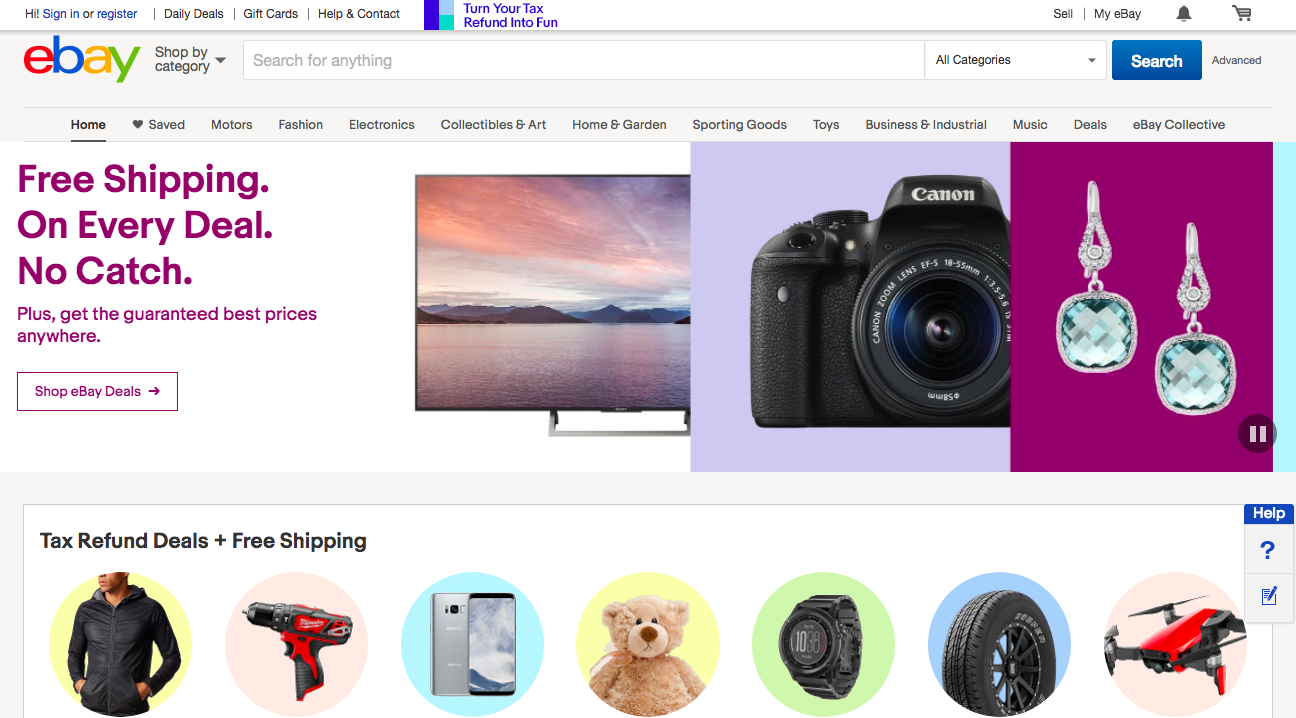 Hi! Sign in or register
Daily Deals
Gift Cards
Help & Contact
Turn Your Tax
Refund Into Fun
Sell
My eBay
ebay
Shop by
category
Search for anything
All Categories
Search
Advanced
Home
Saved
Motors
Fashion
Electronics
Collectibles & Art
Home & Garden
Sporting Goods
Toys
Business & Industrial
Music
Deals
eBay Collective
Free Shipping.
On Every Deal.
No Catch.
Plus, get the guaranteed best prices
anywhere.
Shop eBay Deals →
SONY
Canon
CANON ZOOM LENS EF-S 18-55mm 1:3.5-5.6 IS STM
ø58mm
Help
?
Tax Refund Deals + Free Shipping
Milwaukee
SAMSUNG